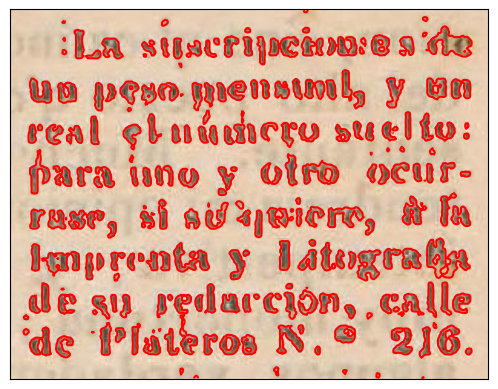 La suscripcion es de
un peso mensual, y un
real el número suelto:
para uno y otro ocur-
rase, si se quiere, á la
Imprenta y Litografia
de su redaccion, calle
de Plateros N. º 216.